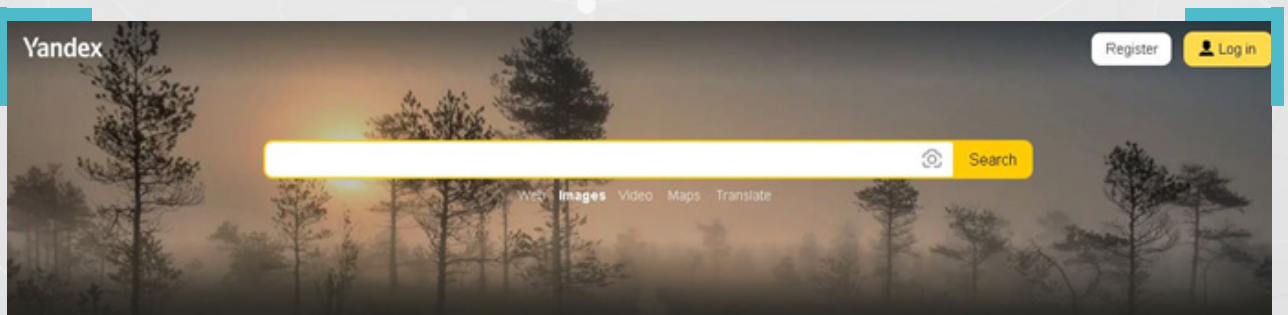 Yandex
Register
Log in
Search
Web Images Video Maps Translate